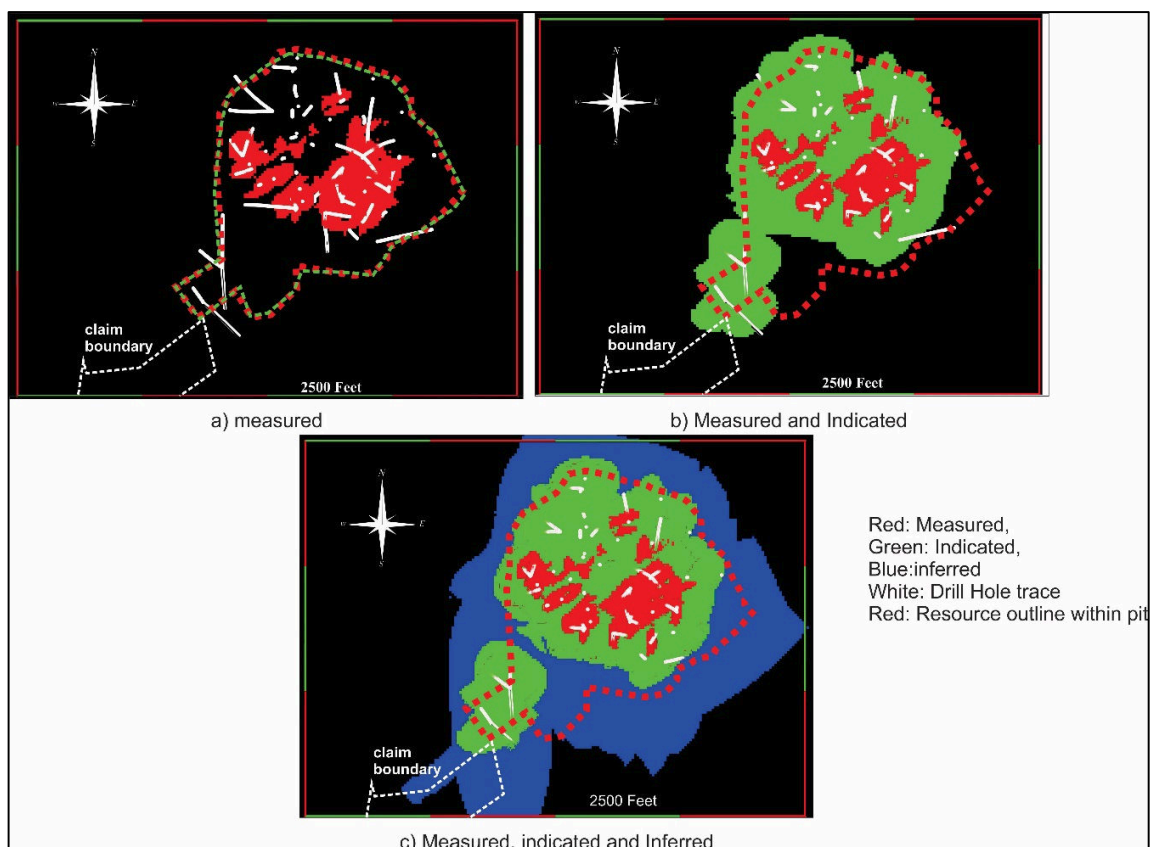 N
W
E
S
claim
boundary
2500 Feet
a) measured
N
W
E
S
claim
boundary
2500 Feet
b) Measured and Indicated
N
W
E
S
claim
boundary
2500 Feet
c) Measured, indicated and Inferred
Red: Measured,
Green: Indicated,
Blue:inferred
White: Drill Hole trace
Red: Resource outline within pit